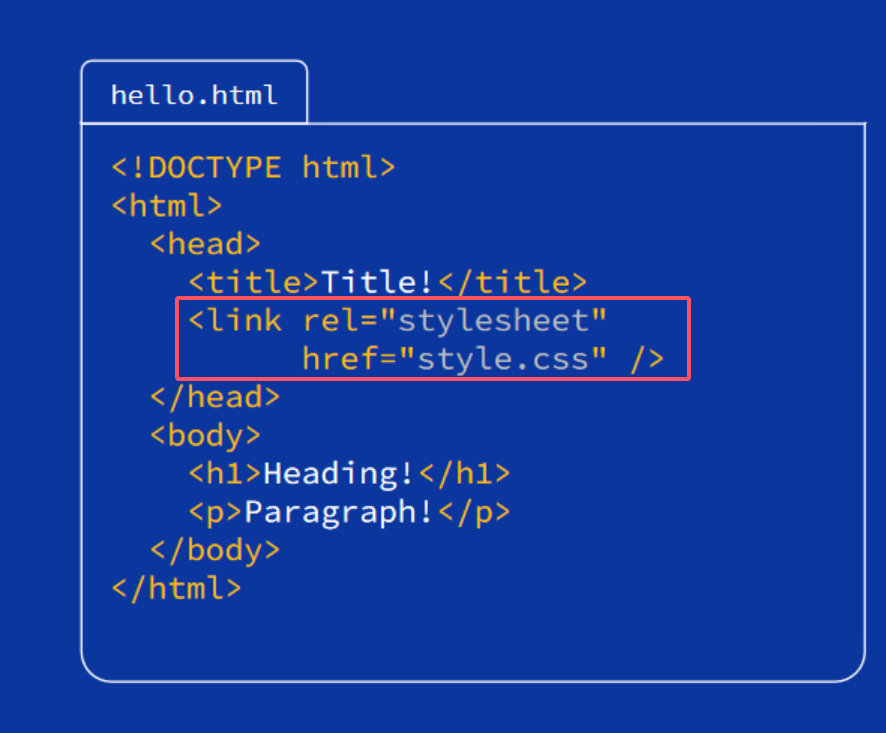 hello.html
<!DOCTYPE html>
<html>
<head>
<title>Title!</title>
<link rel="stylesheet"
href="style.css" />
</head>
<body>
<h1>Heading!</h1>
<p>Paragraph!</p>
</body>
</html>